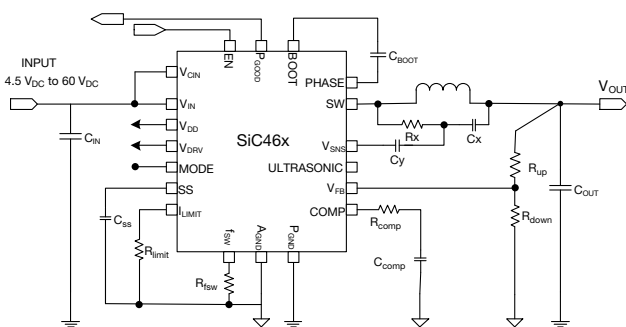 INPUT
4.5 VDC to 60 VDC
CIN
EN
PGOOD
BOOT
CBOOT
VCIN
PHASE
VIN
SW
VOUT
VDD
SiC46x
Rx
Cx
VDRV
VSNS
Cy
MODE
ULTRASONIC
Rup
SS
VFB
COUT
Css
ILIMIT
COMP
Rcomp
Rdown
Rlimit
fSW
AGND
PGND
Rfsw
Ccomp